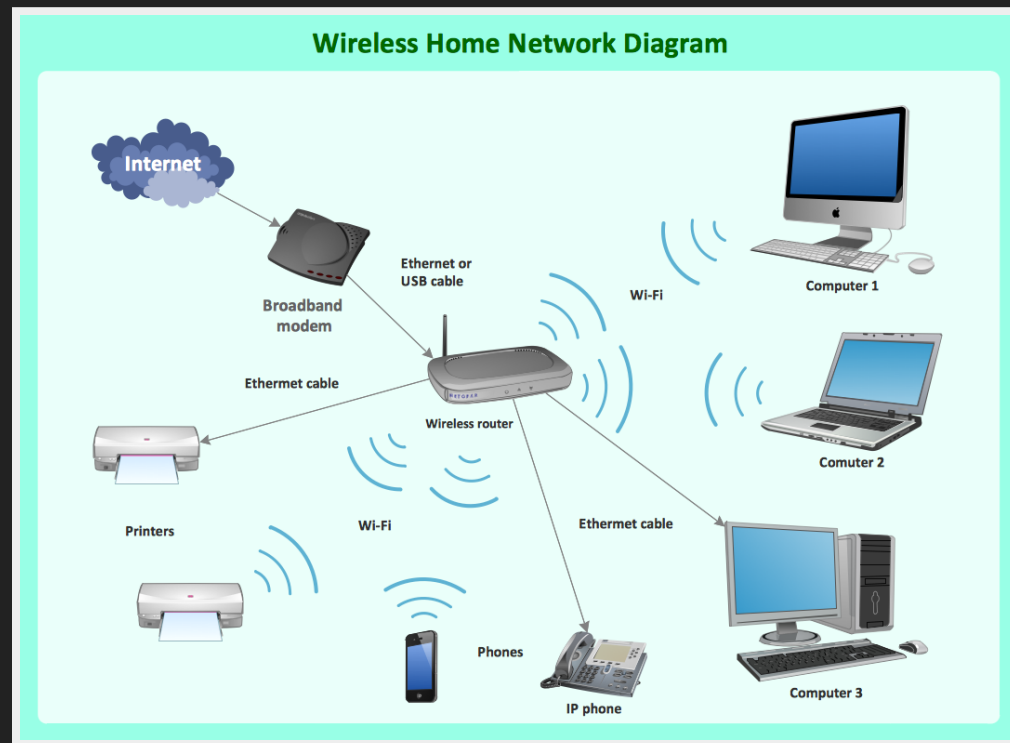 Wireless Home Network Diagram
Internet
Broadband
modem
Ethernet or
USB cable
Wi-Fi
Computer 1
Ethermet cable
NETGEAR
Wireless router
Comuter 2
Printers
Wi-Fi
Ethermet cable
Phones
IP phone
Computer 3